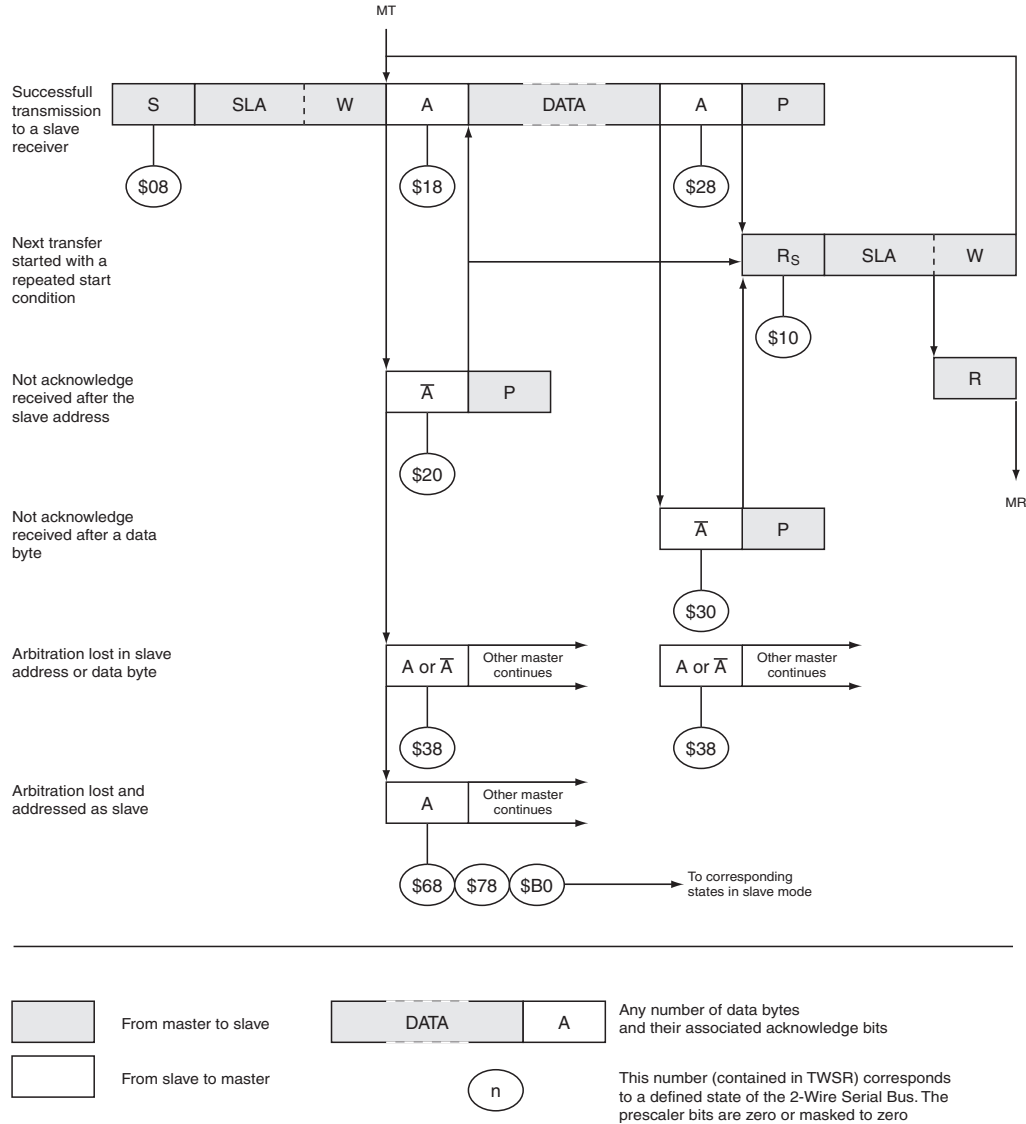 MT
Successfull
transmission
to a slave
receiver
S
SLA
W
A
DATA
A
P
$08
$18
$28
Next transfer
started with a
repeated start
condition
RS
SLA
W
$10
Not acknowledge
received after the
slave address
A̅
P
R
$20
MR
Not acknowledge
received after a data
byte
A̅
P
$30
Arbitration lost in slave
address or data byte
A or A̅
Other master
continues
A or A̅
Other master
continues
$38
$38
Arbitration lost and
addressed as slave
A
Other master
continues
$68
$78
$B0
To corresponding
states in slave mode
From master to slave
DATA
A
Any number of data bytes
and their associated acknowledge bits
From slave to master
n
This number (contained in TWSR) corresponds
to a defined state of the 2-Wire Serial Bus. The
prescaler bits are zero or masked to zero